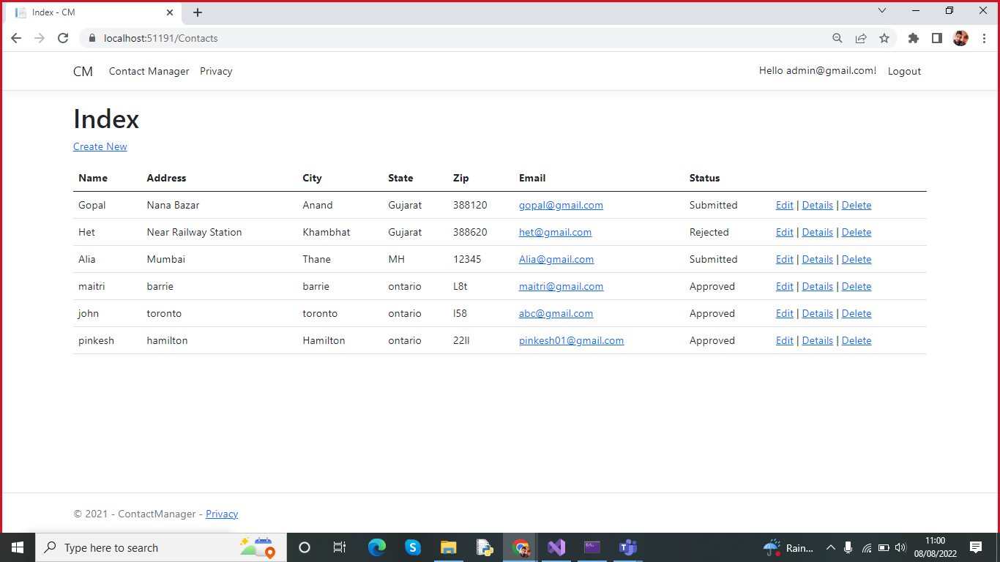 Index - CM
localhost:51191/Contacts
CM Contact Manager Privacy Hello admin@gmail.com! Logout
Index
Create New
Name Address City State Zip Email Status
Gopal Nana Bazar Anand Gujarat 388120 gopal@gmail.com Submitted Edit | Details | Delete
Het Near Railway Station Khambhat Gujarat 388620 het@gmail.com Rejected Edit | Details | Delete
Alia Mumbai Thane MH 12345 Alia@gmail.com Submitted Edit | Details | Delete
maitri barrie barrie ontario L8t maitri@gmail.com Approved Edit | Details | Delete
john toronto toronto ontario l58 abc@gmail.com Approved Edit | Details | Delete
pinkesh hamilton Hamilton ontario 22ll pinkesh01@gmail.com Approved Edit | Details | Delete
© 2021 - ContactManager - Privacy
Type here to search
Rain...
11:00
08/08/2022